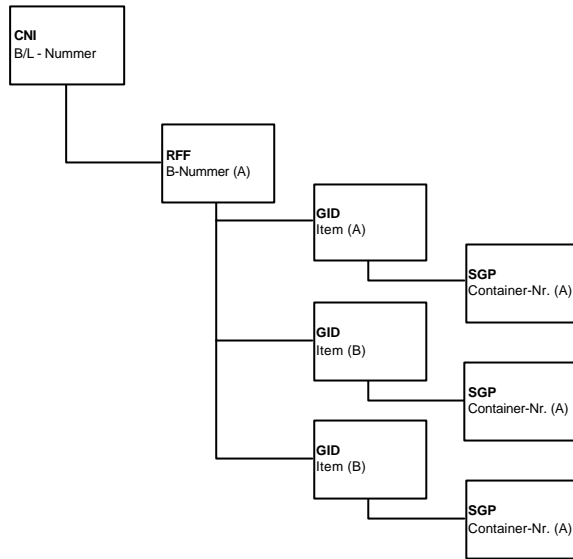 CNI
B/L - Nummer
RFF
B-Nummer (A)
GID
Item (A)
SGP
Container-Nr. (A)
GID
Item (B)
SGP
Container-Nr. (A)
GID
Item (B)
SGP
Container-Nr. (A)